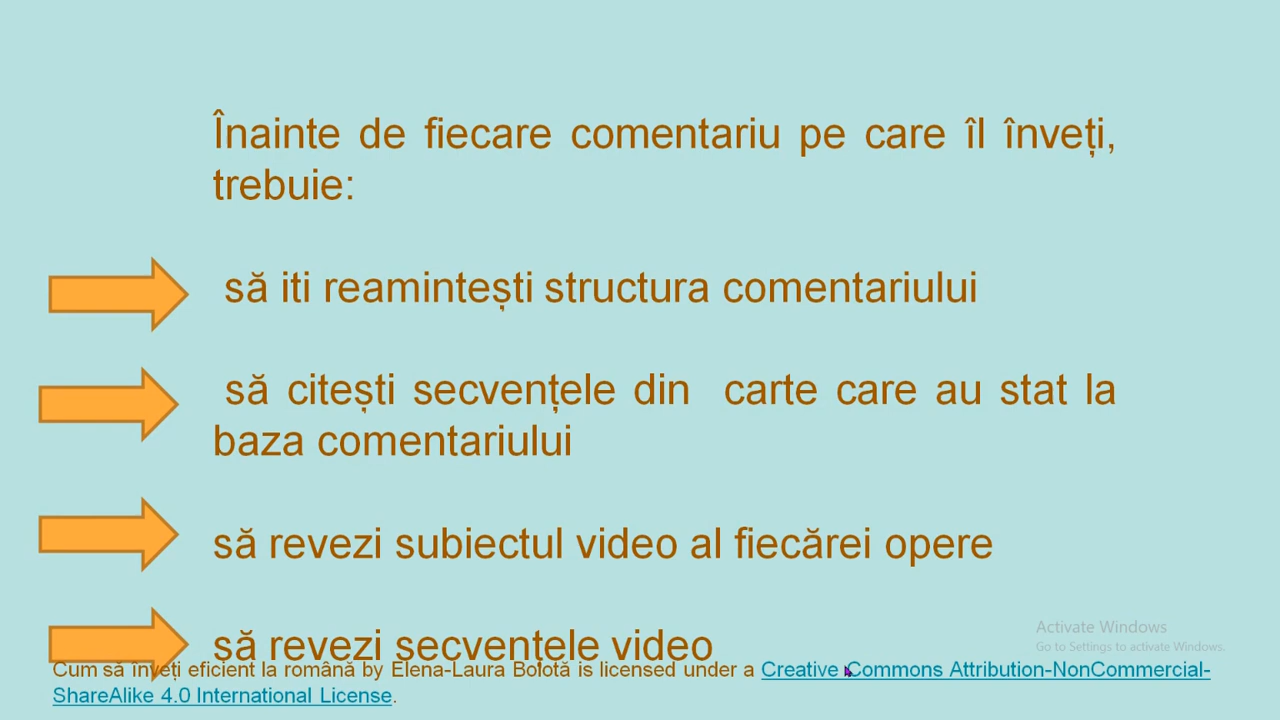 Înainte de fiecare comentariu pe care îl înveți,
trebuie:
să iti reamintești structura comentariului
să citești secvențele din carte care au stat la
baza comentariului
să revezi subiectul video al fiecărei opere
să revezi secvențele video
Activate Windows
Go to Settings to activate Windows.
Cum să înveți eficient la română by Elena-Laura Bolotă is licensed under a Creative Commons Attribution-NonCommercial-
ShareAlike 4.0 International License.